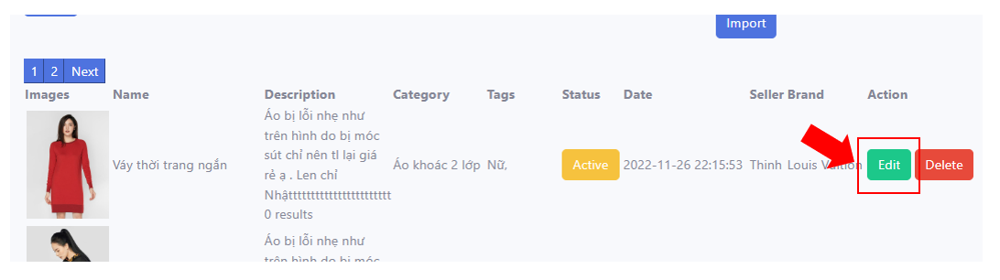 Import
1 2 Next
Images Name Description Category Tags Status Date Seller Brand Action
Áo bị lỗi nhẹ như
trên hình do bị móc
sút chỉ nên tl lại giá
rẻ ạ . Len chỉ
Nhậtttttttttttttttttttttttt
0 results
Váy thời trang ngắn
Áo khoác 2 lớp
Nữ,
Active
2022-11-26 22:15:53
Thinh
Louis Vuitton
Edit
Delete
Áo bị lỗi nhẹ như
trên hình do bị móc